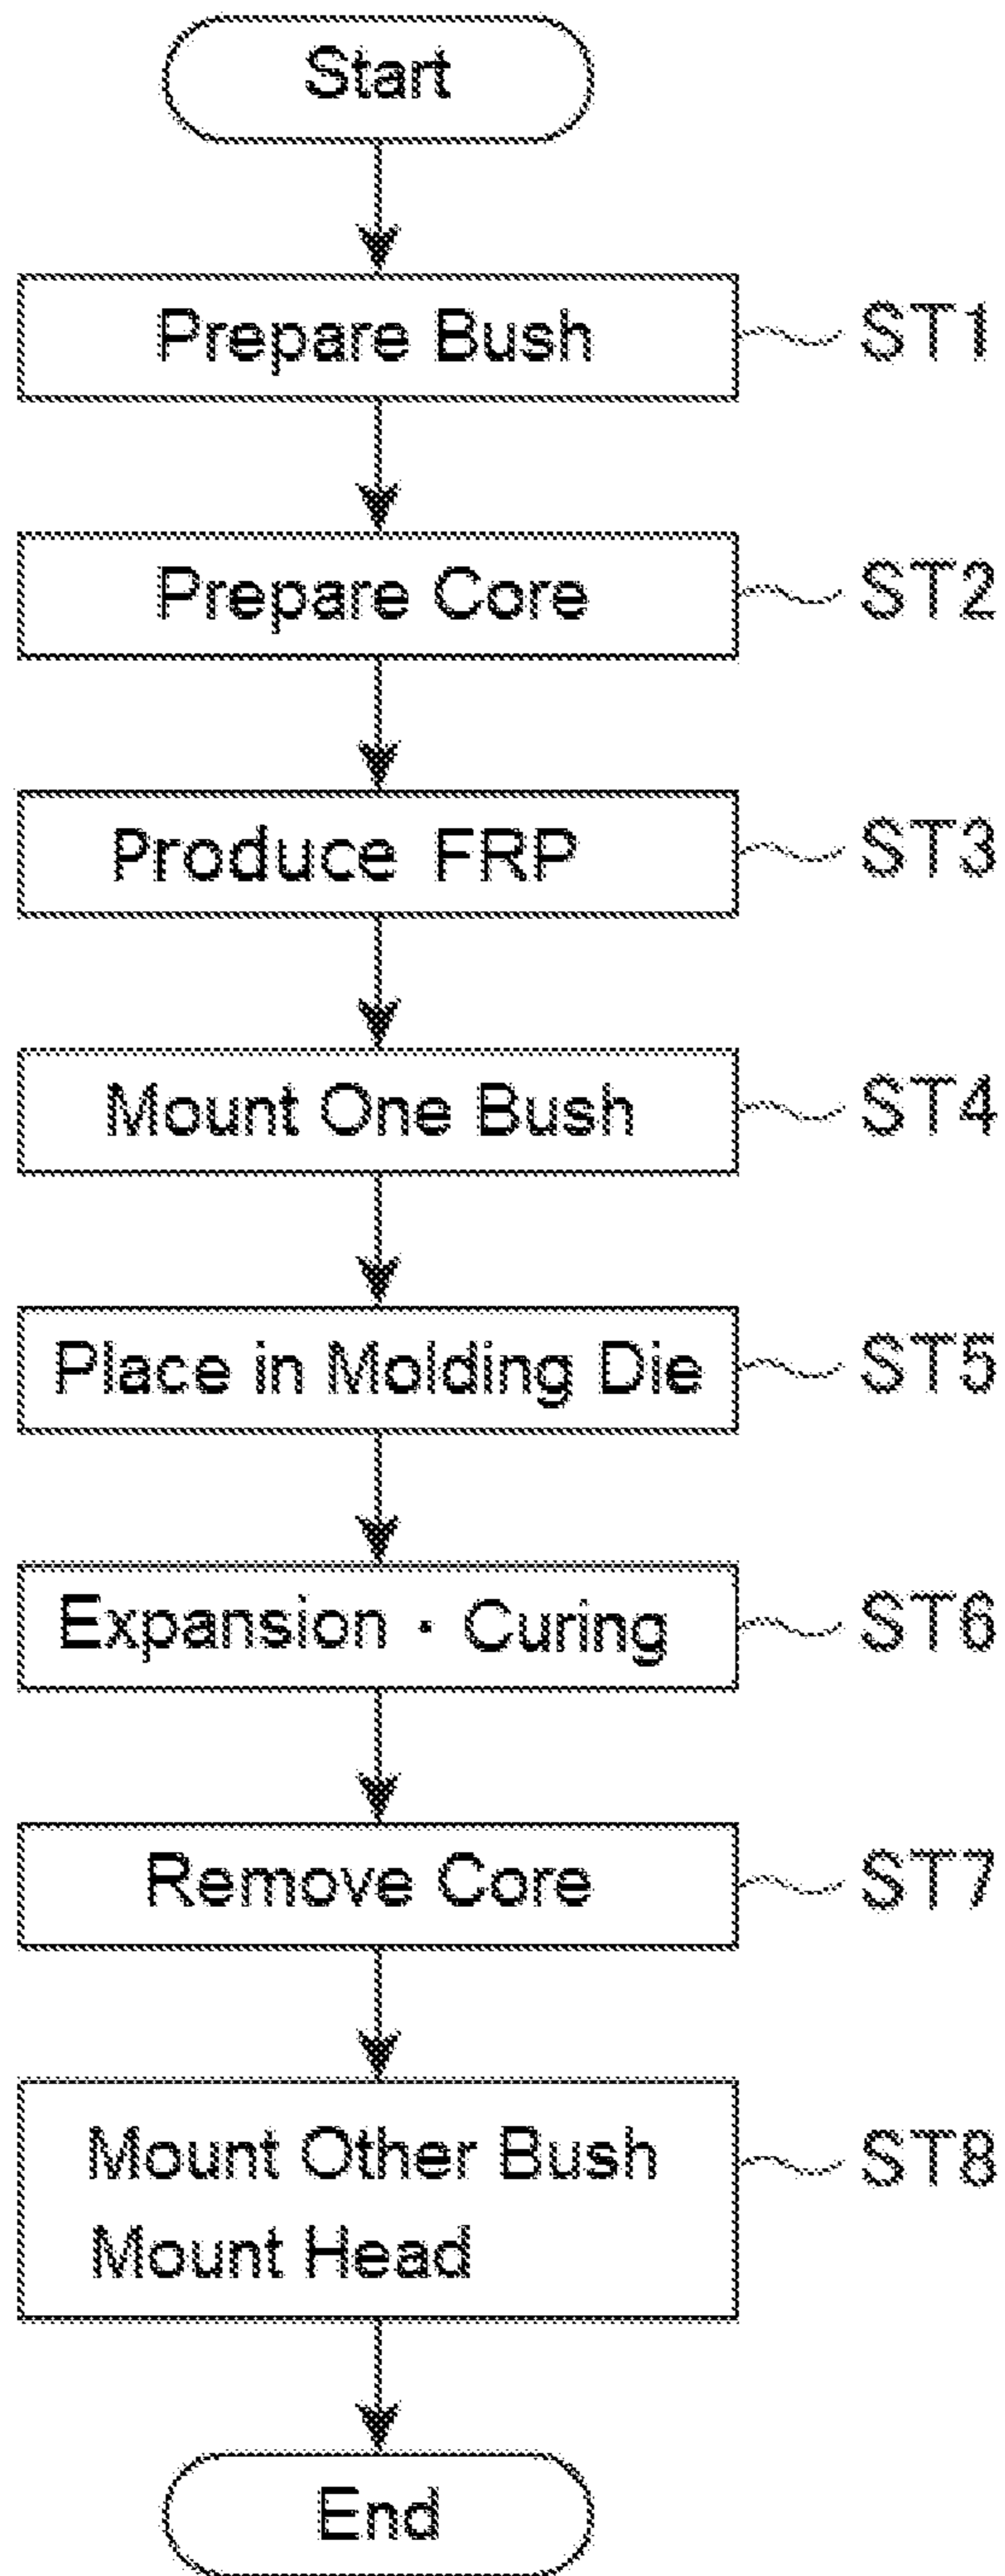 Start
Prepare Bush
ST1
Prepare Core
ST2
Produce FRP
ST3
Mount One Bush
ST4
Place in Molding Die
ST5
Expansion · Curing
ST6
Remove Core
ST7
Mount Other Bush
Mount Head
ST8
End